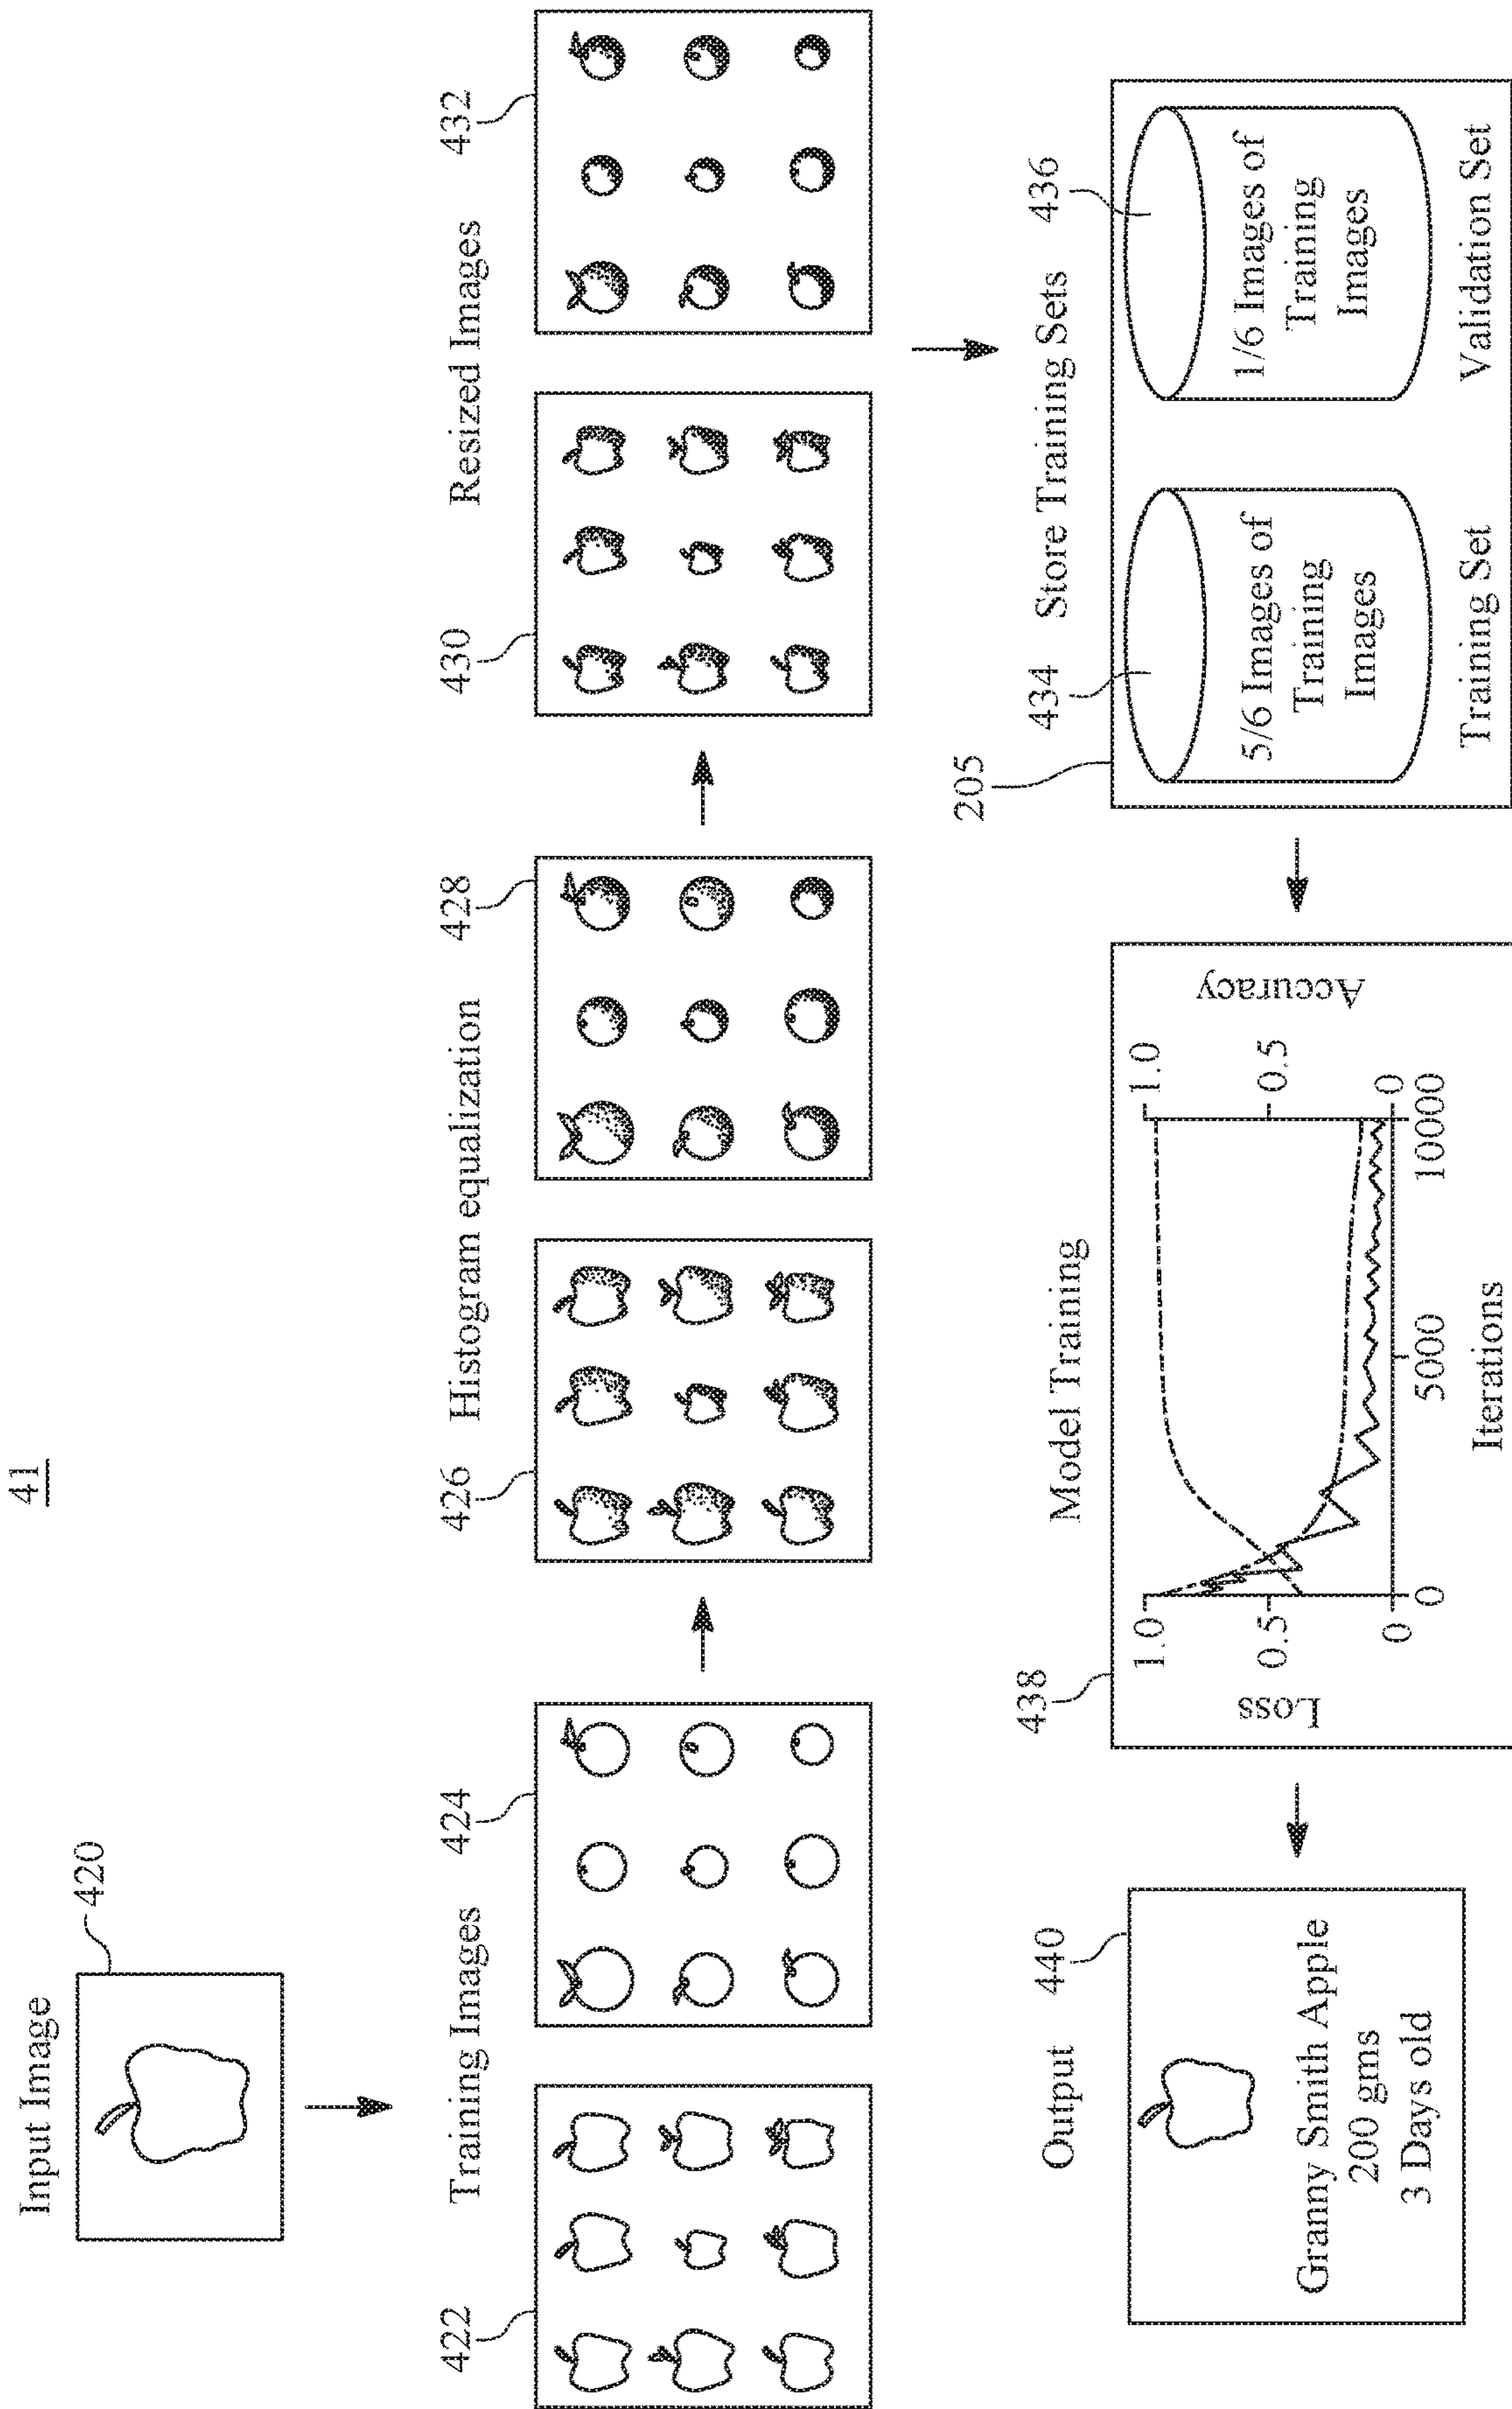 41
Input Image
420
Training Images
422
424
Histogram equalization
426
428
Resized Images
430
432
Store Training Sets
205
434
436
5/6 Images of
Training
Images
Training Set
1/6 Images of
Training
Images
Validation Set
Model Training
438
Loss
1.0
0.5
0
0
5000
10000
Iterations
1.0
0.5
0
Accuracy
Output
440
Granny Smith Apple
200 gms
3 Days old